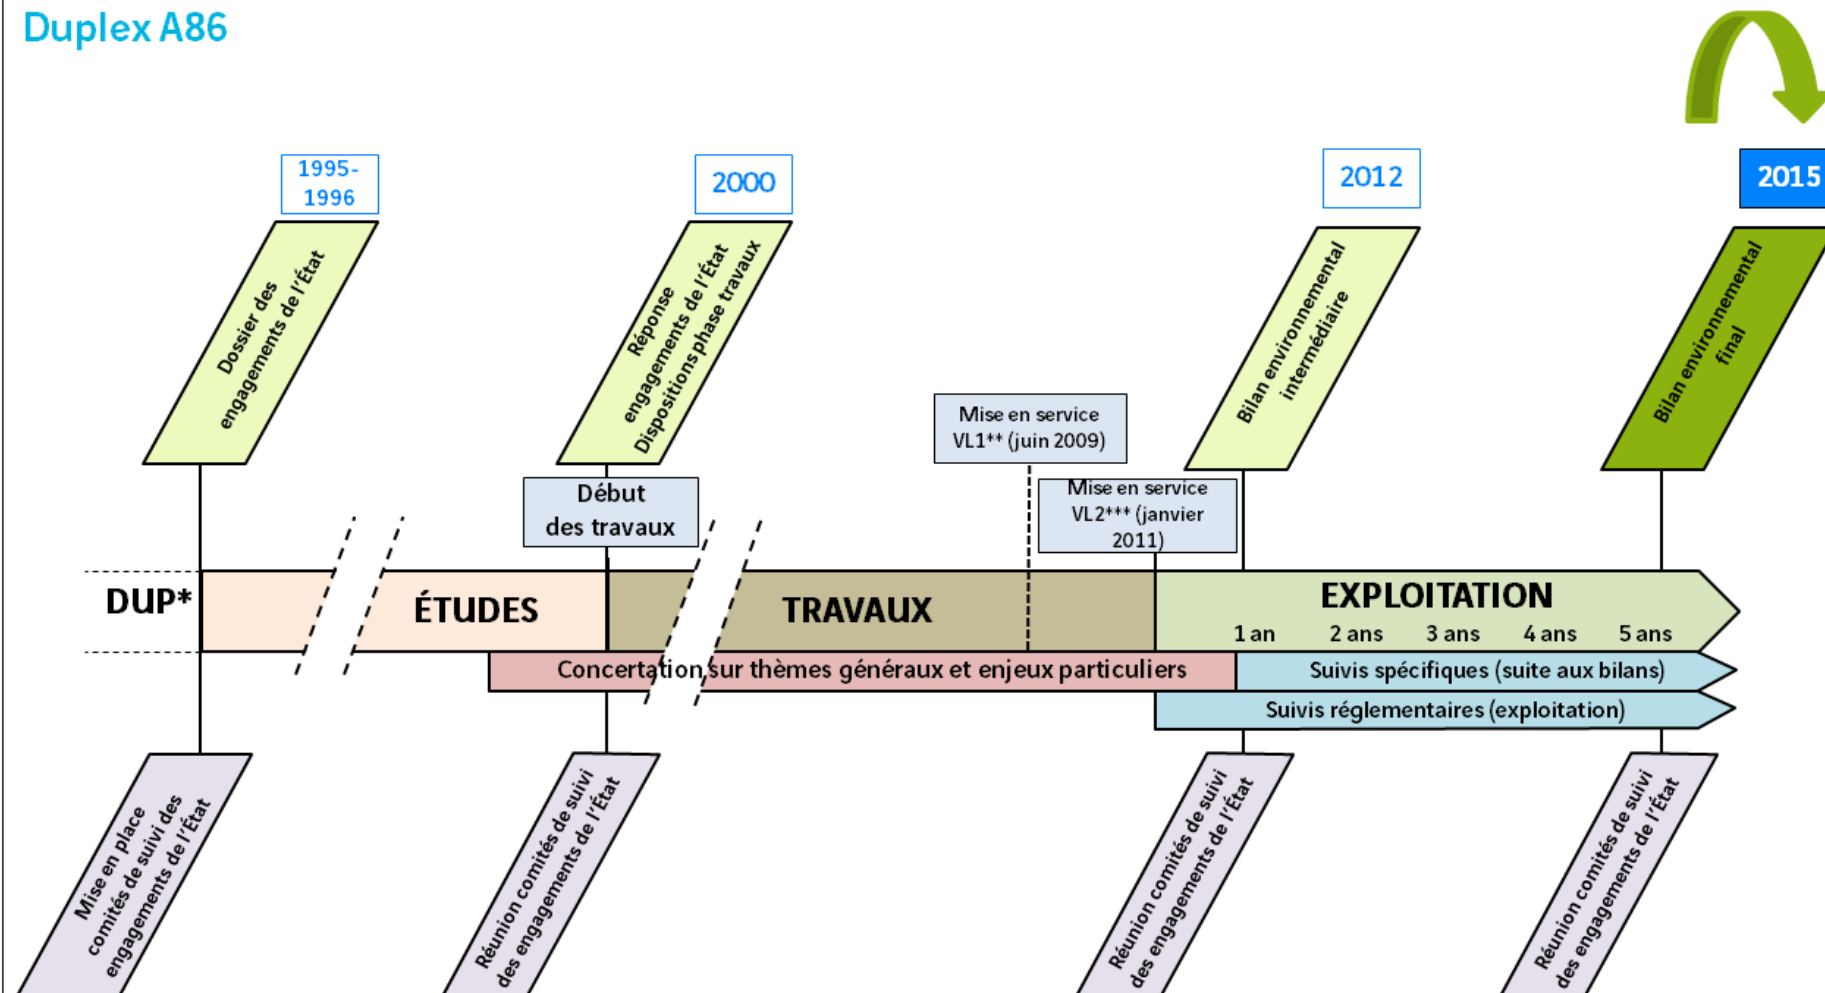 Duplex A86
1995-
1996
2000
2012
2015
Dossier des
engagements de l'État
Réponse
engagements de l'État
Dispositions phase travaux
Bilan environnemental
intermédiaire
Bilan environnemental
final
Mise en service
VL1** (juin 2009)
Début
des travaux
Mise en service
VL2*** (janvier
2011)
DUP*
ÉTUDES
TRAVAUX
EXPLOITATION
1 an
2 ans
3 ans
4 ans
5 ans
Concertation sur thèmes généraux et enjeux particuliers
Suivis spécifiques (suite aux bilans)
Suivis réglementaires (exploitation)
Mise en place
comités de suivi des
engagements de l'État
Réunion comités de suivi
des engagements de l'État
Réunion comités de suivi
des engagements de l'État
Réunion comités de suivi
des engagements de l'État